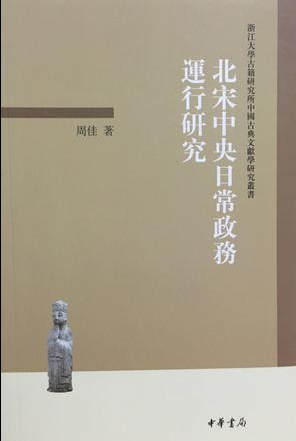 浙江大學古籍研究所中國古典文獻學研究叢書
北宋中央日常政務
運行研究
周佳 著
中華書局